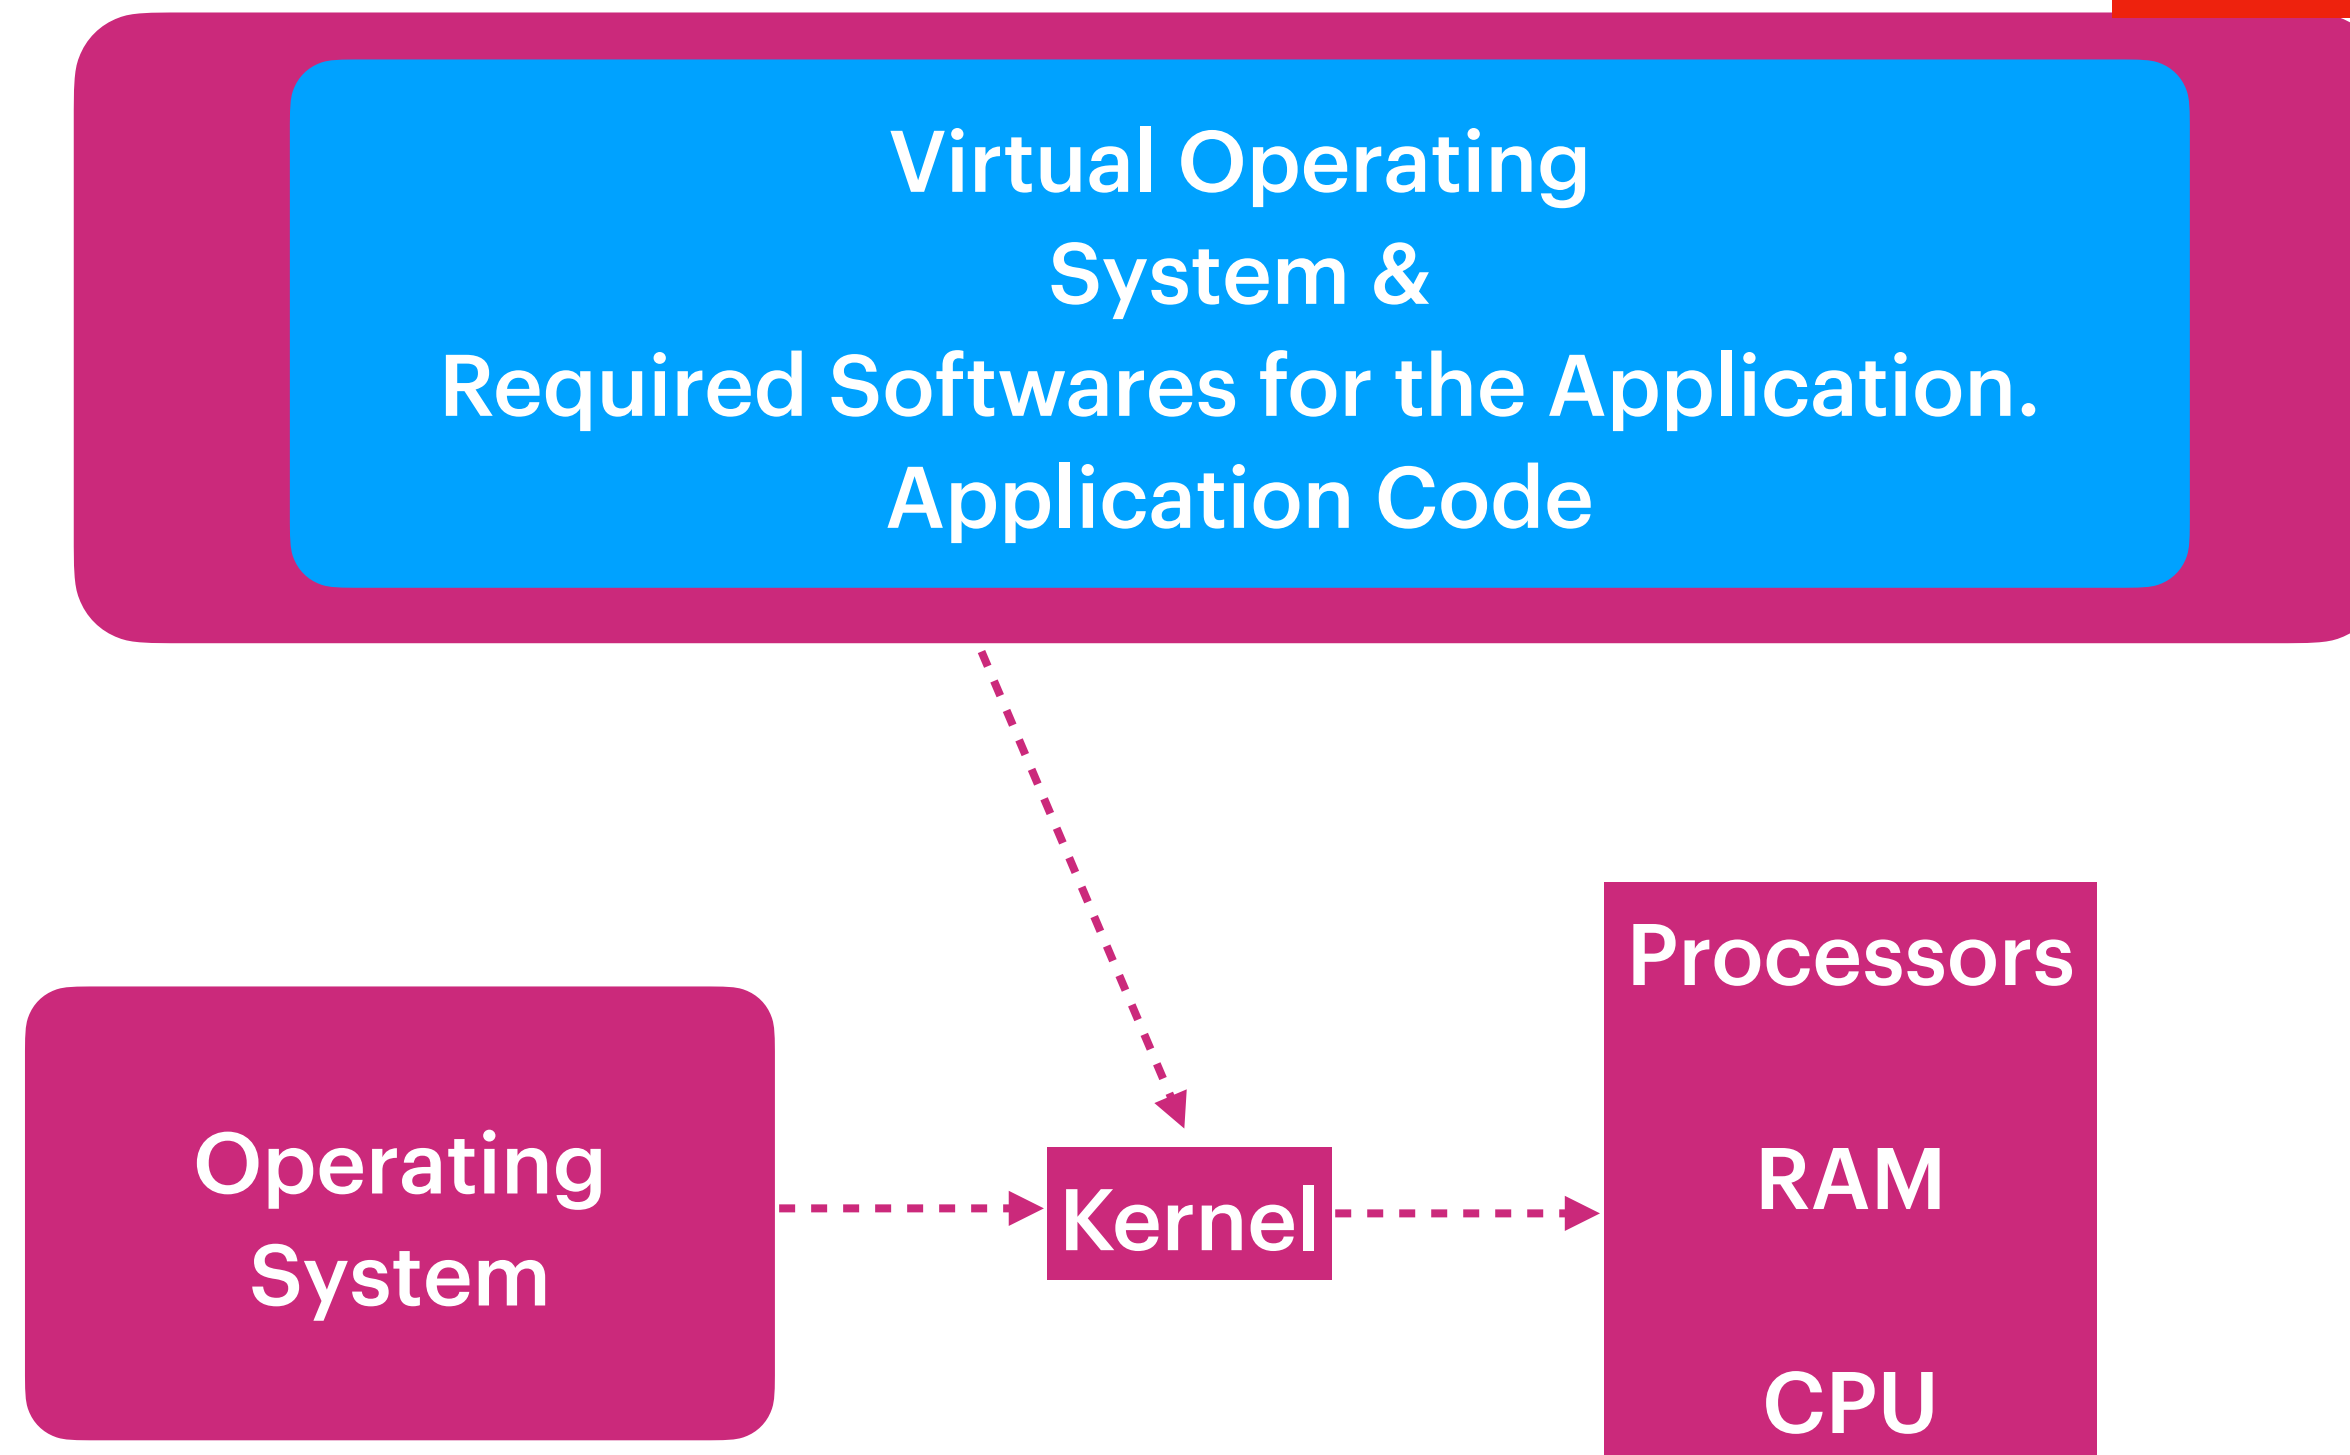 Virtual Operating
System &
Required Softwares for the Application.
Application Code
Operating
System
Kernel
Processors
RAM
CPU